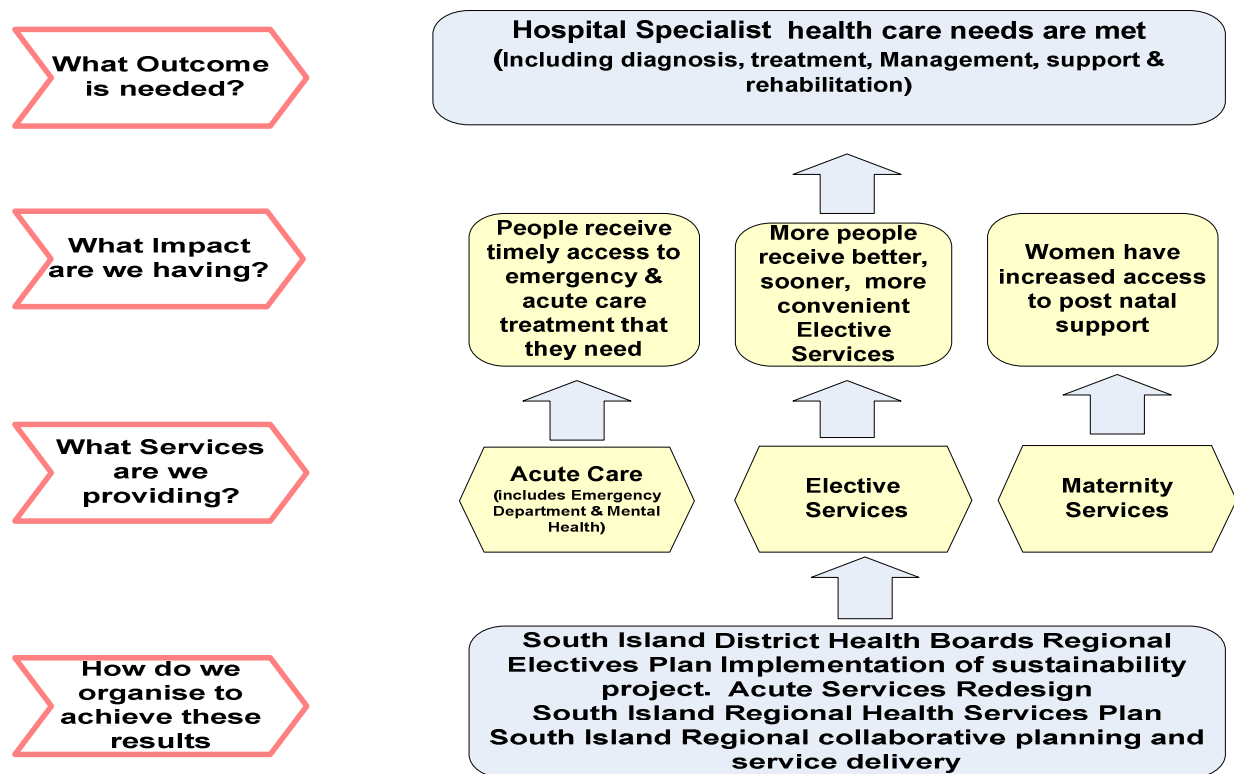 What Outcome
is needed?
Hospital Specialist health care needs are met
(Including diagnosis, treatment, Management, support &
rehabilitation)
What Impact
are we having?
People receive
timely access to
emergency &
acute care
treatment that
they need
More people
receive better,
sooner, more
convenient
Elective
Services
Women have
increased access
to post natal
support
What Services
are we
providing?
Acute Care
(includes Emergency
Department & Mental
Health)
Elective
Services
Maternity
Services
How do we
organise to
achieve these
results
South Island District Health Boards Regional
Electives Plan Implementation of sustainability
project. Acute Services Redesign
South Island Regional Health Services Plan
South Island Regional collaborative planning and
service delivery